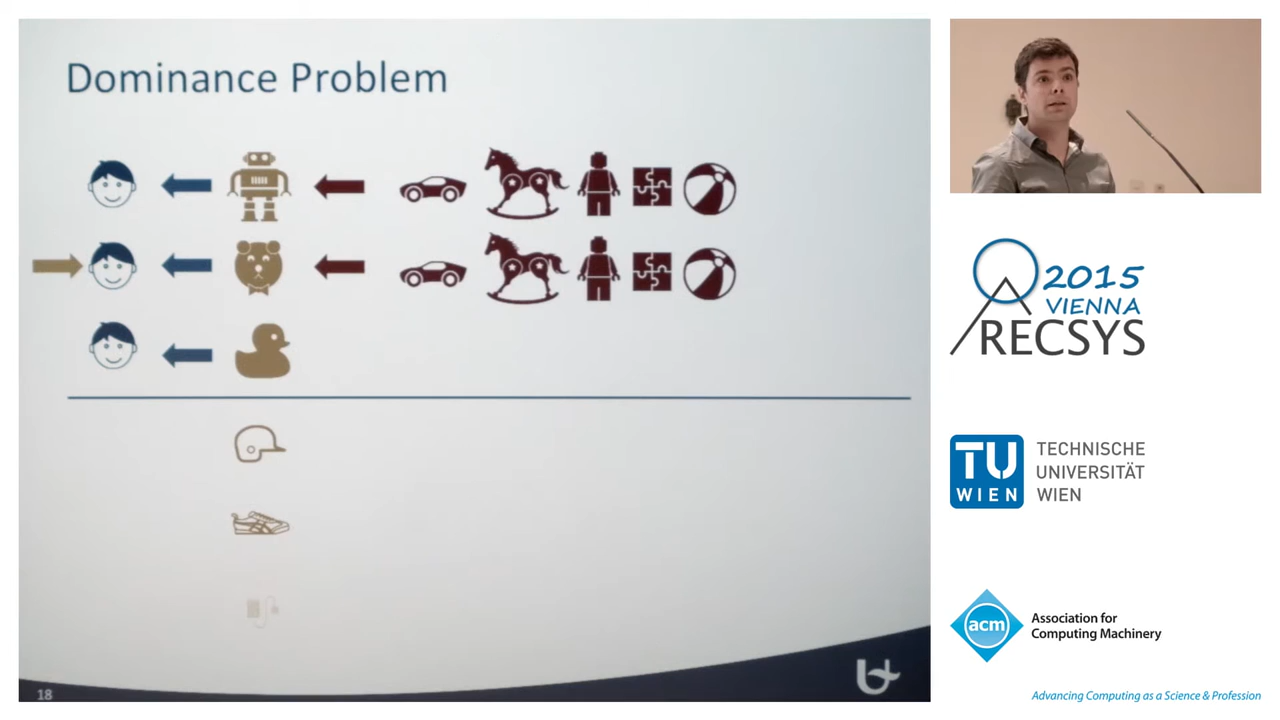 Dominance Problem
18
2015
VIENNA
RECSYS
TU
WIEN
TECHNISCHE
UNIVERSITÄT
WIEN
acm
Association for
Computing Machinery
Advancing Computing as a Science & Profession